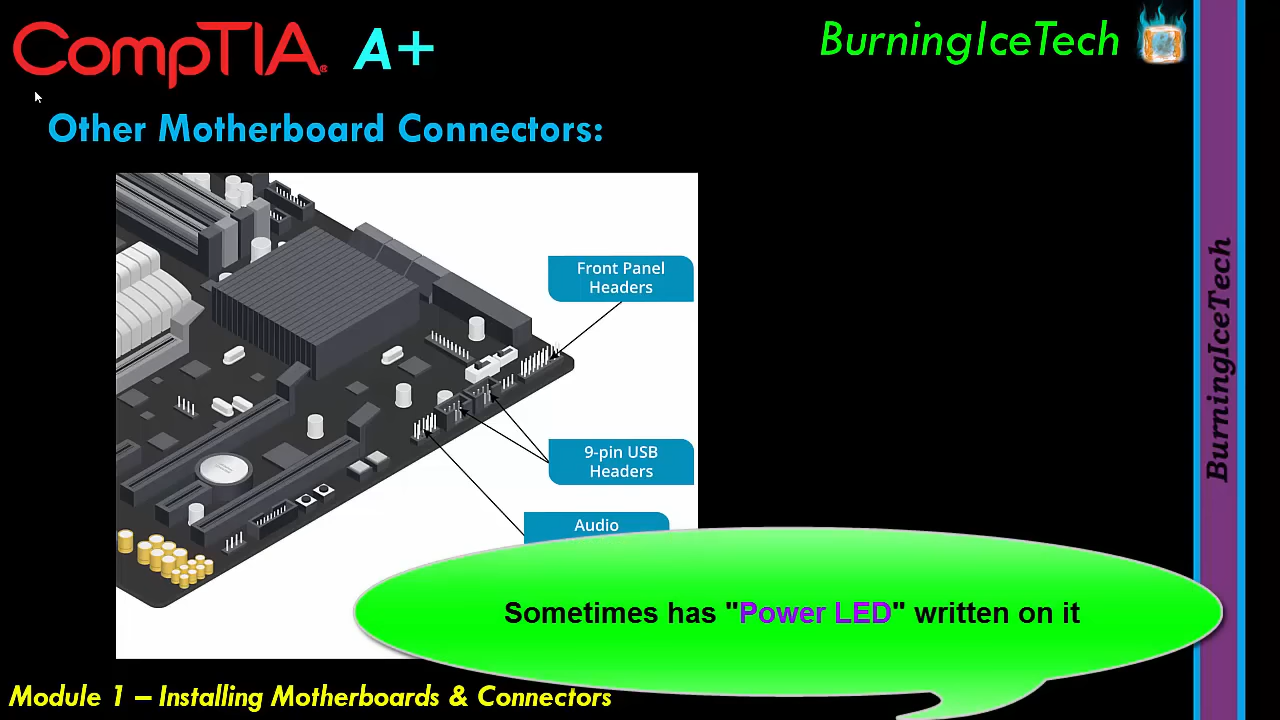 CompTIA® A+
BurningIceTech
Other Motherboard Connectors:
Front Panel
Headers
9-pin USB
Headers
Audio
Sometimes has "Power LED" written on it
Module 1 – Installing Motherboards & Connectors
BurningIceTech